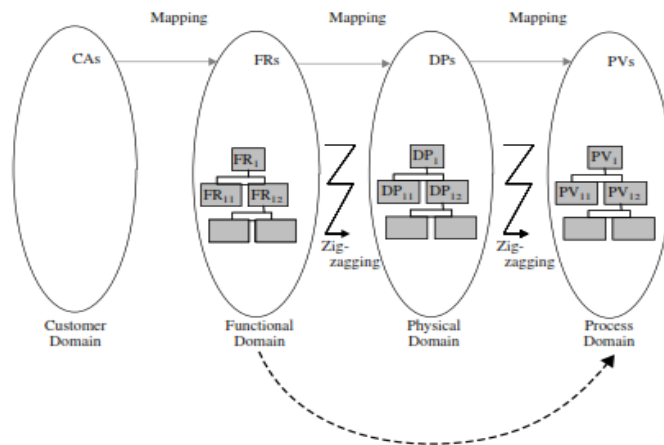 Mapping
Mapping
Mapping
CAs
FRs
DPs
PVs
FR₁
FR₁₁ FR₁₂
DP₁
DP₁₁ DP₁₂
PV₁
PV₁₁ PV₁₂
Zig-
zagging
Zig-
zagging
Customer
Domain
Functional
Domain
Physical
Domain
Process
Domain